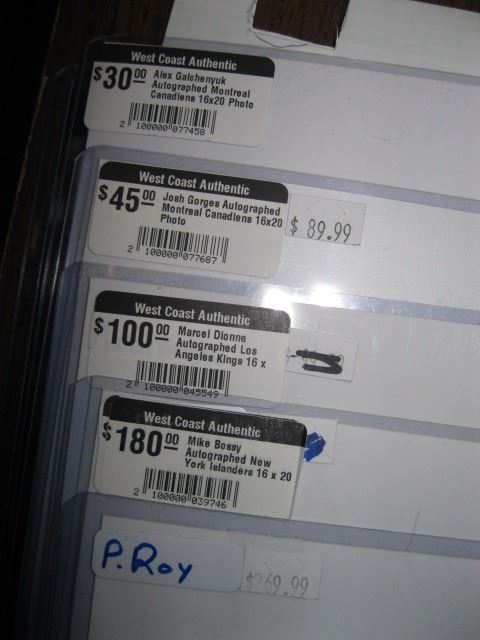 West Coast Authentic
$30 00 Alex Galchenyuk
Autographed Montreal
Canadiens 16x20 Photo
2 100000 077458
West Coast Authentic
$45 00 Josh Gorges Autographed
Montreal Canadiens 16x20
Photo
2 100000 077687
$ 89.99
West Coast Authentic
$100 00 Marcel Dionne
Autographed Los
Angeles Kings 16 x
2 100000 045549
West Coast Authentic
$180 00 Mike Bossy
Autographed New
York Islanders 16 x 20
2 100000 039746
P. Roy
$269.99